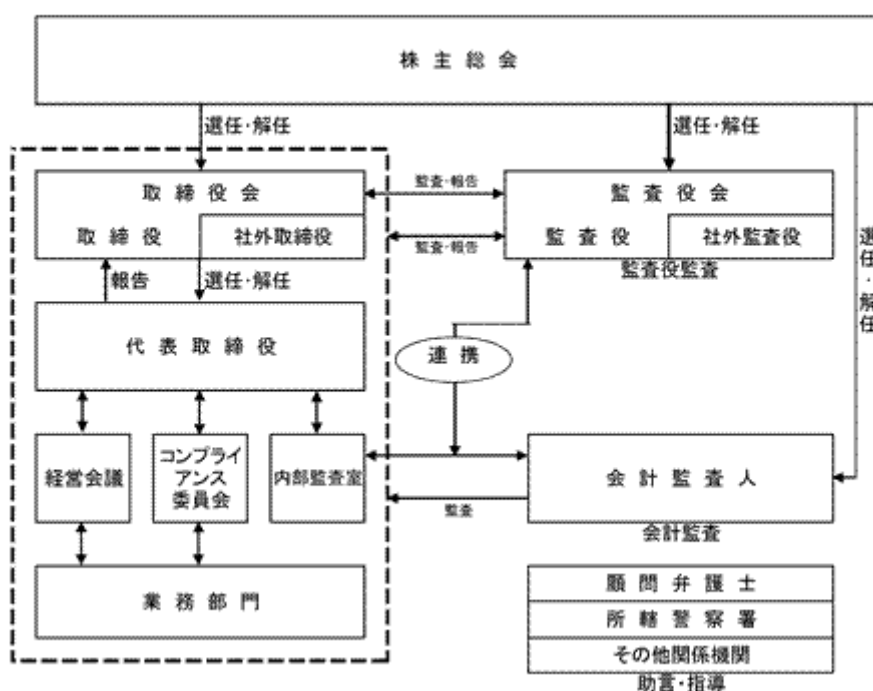 株主総会
選任・解任
選任・解任
取締役会
監査・報告
監査役会
取締役
社外取締役
監査・報告
監査役
社外監査役
監査役監査
選任・解任
報告
選任・解任
代表取締役
連携
経営会議
コンプライ
アンス
委員会
内部監査室
会計監査人
監査
会計監査
業務部門
顧問弁護士
所轄警察署
その他関係機関
助言・指導